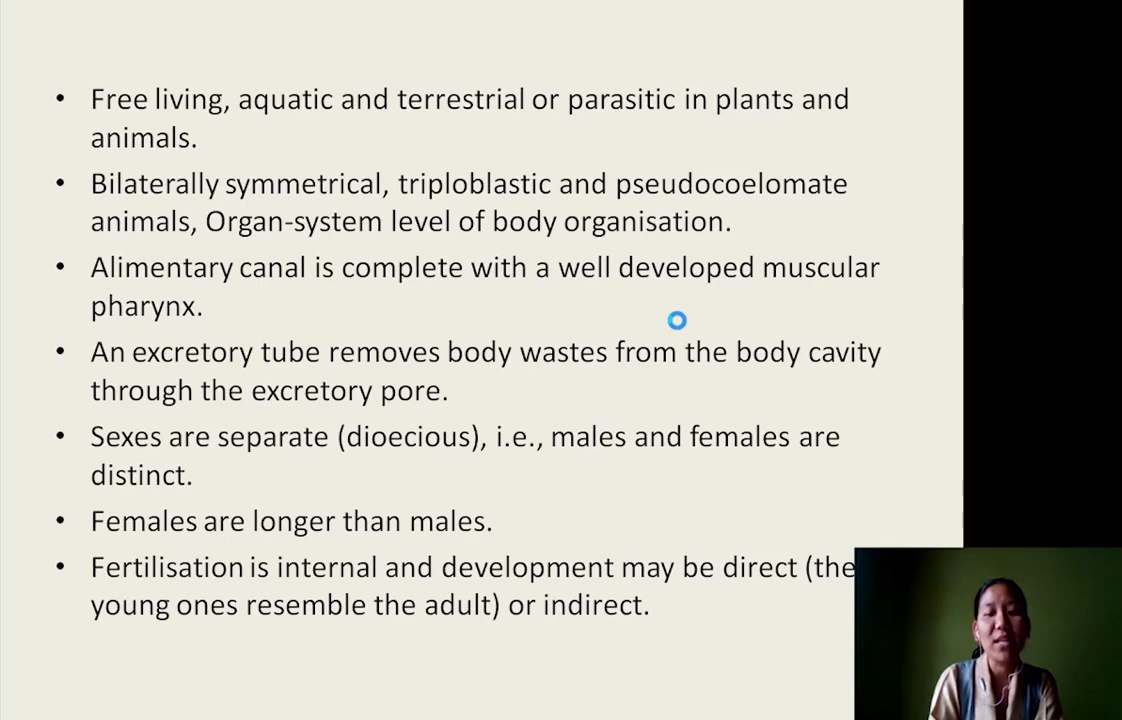 • Free living, aquatic and terrestrial or parasitic in plants and
animals.
• Bilaterally symmetrical, triploblastic and pseudocoelomate
animals, Organ-system level of body organisation.
• Alimentary canal is complete with a well developed muscular
pharynx.
• An excretory tube removes body wastes from the body cavity
through the excretory pore.
• Sexes are separate (dioecious), i.e., males and females are
distinct.
• Females are longer than males.
• Fertilisation is internal and development may be direct (the
young ones resemble the adult) or indirect.